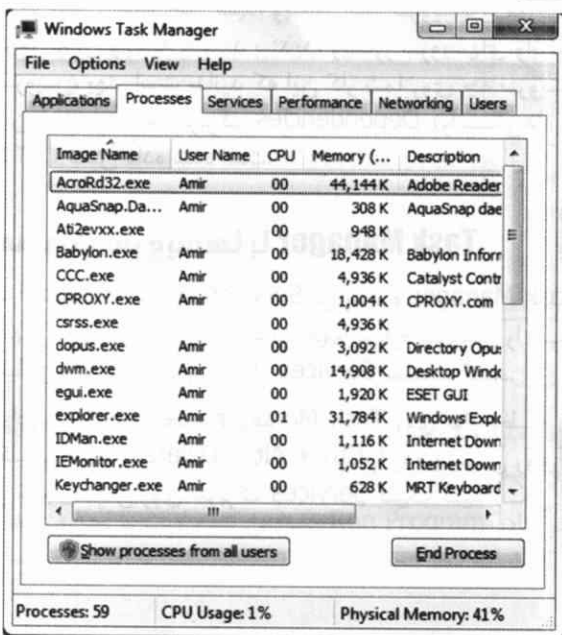 Windows Task Manager
File Options View Help
Applications Processes Services Performance Networking Users
Image Name User Name CPU Memory (... Description
AcroRd32.exe Amir 00 44,144 K Adobe Reader
AquaSnap.Da... Amir 00 308 K AquaSnap dae
Ati2evxx.exe 00 948 K
Babylon.exe Amir 00 18,428 K Babylon Inform
CCC.exe Amir 00 4,936 K Catalyst Contr
CPROXY.exe Amir 00 1,004 K CPROXY.com
csrss.exe 00 4,936 K
dopus.exe Amir 00 3,092 K Directory Opus
dwm.exe Amir 00 14,908 K Desktop Windo
egui.exe Amir 00 1,920 K ESET GUI
explorer.exe Amir 01 31,784 K Windows Explo
IDMan.exe Amir 00 1,116 K Internet Down
IEMonitor.exe Amir 00 1,052 K Internet Down
Keychanger.exe Amir 00 628 K MRT Keyboard
Show processes from all users End Process
Processes: 59 CPU Usage: 1% Physical Memory: 41%